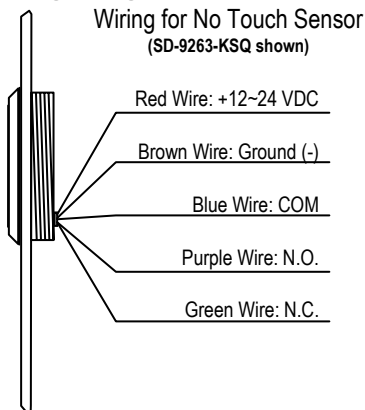 Wiring for No Touch Sensor
(SD-9263-KSQ shown)
Red Wire: +12~24 VDC
Brown Wire: Ground (-)
Blue Wire: COM
Purple Wire: N.O.
Green Wire: N.C.